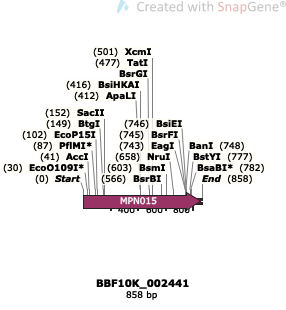 Created with SnapGene®
(501) XcmI
(477) TatI
BsrGI
(416) BsiHKAI
(412) ApaLI
(152) SacII
(149) BtgI
(102) EcoP15I
(87) PflMI*
(41) AccI
(30) EcoO109I*
(0) Start
(746) BsiEI
(745) BsrFI
(743) EagI
(658) NruI
(603) BsmI
(566) BsrBI
BanI (748)
BstYI (777)
BsaBI* (782)
End (858)
MPN015
400 600 800
BBF10K_002441
858 bp